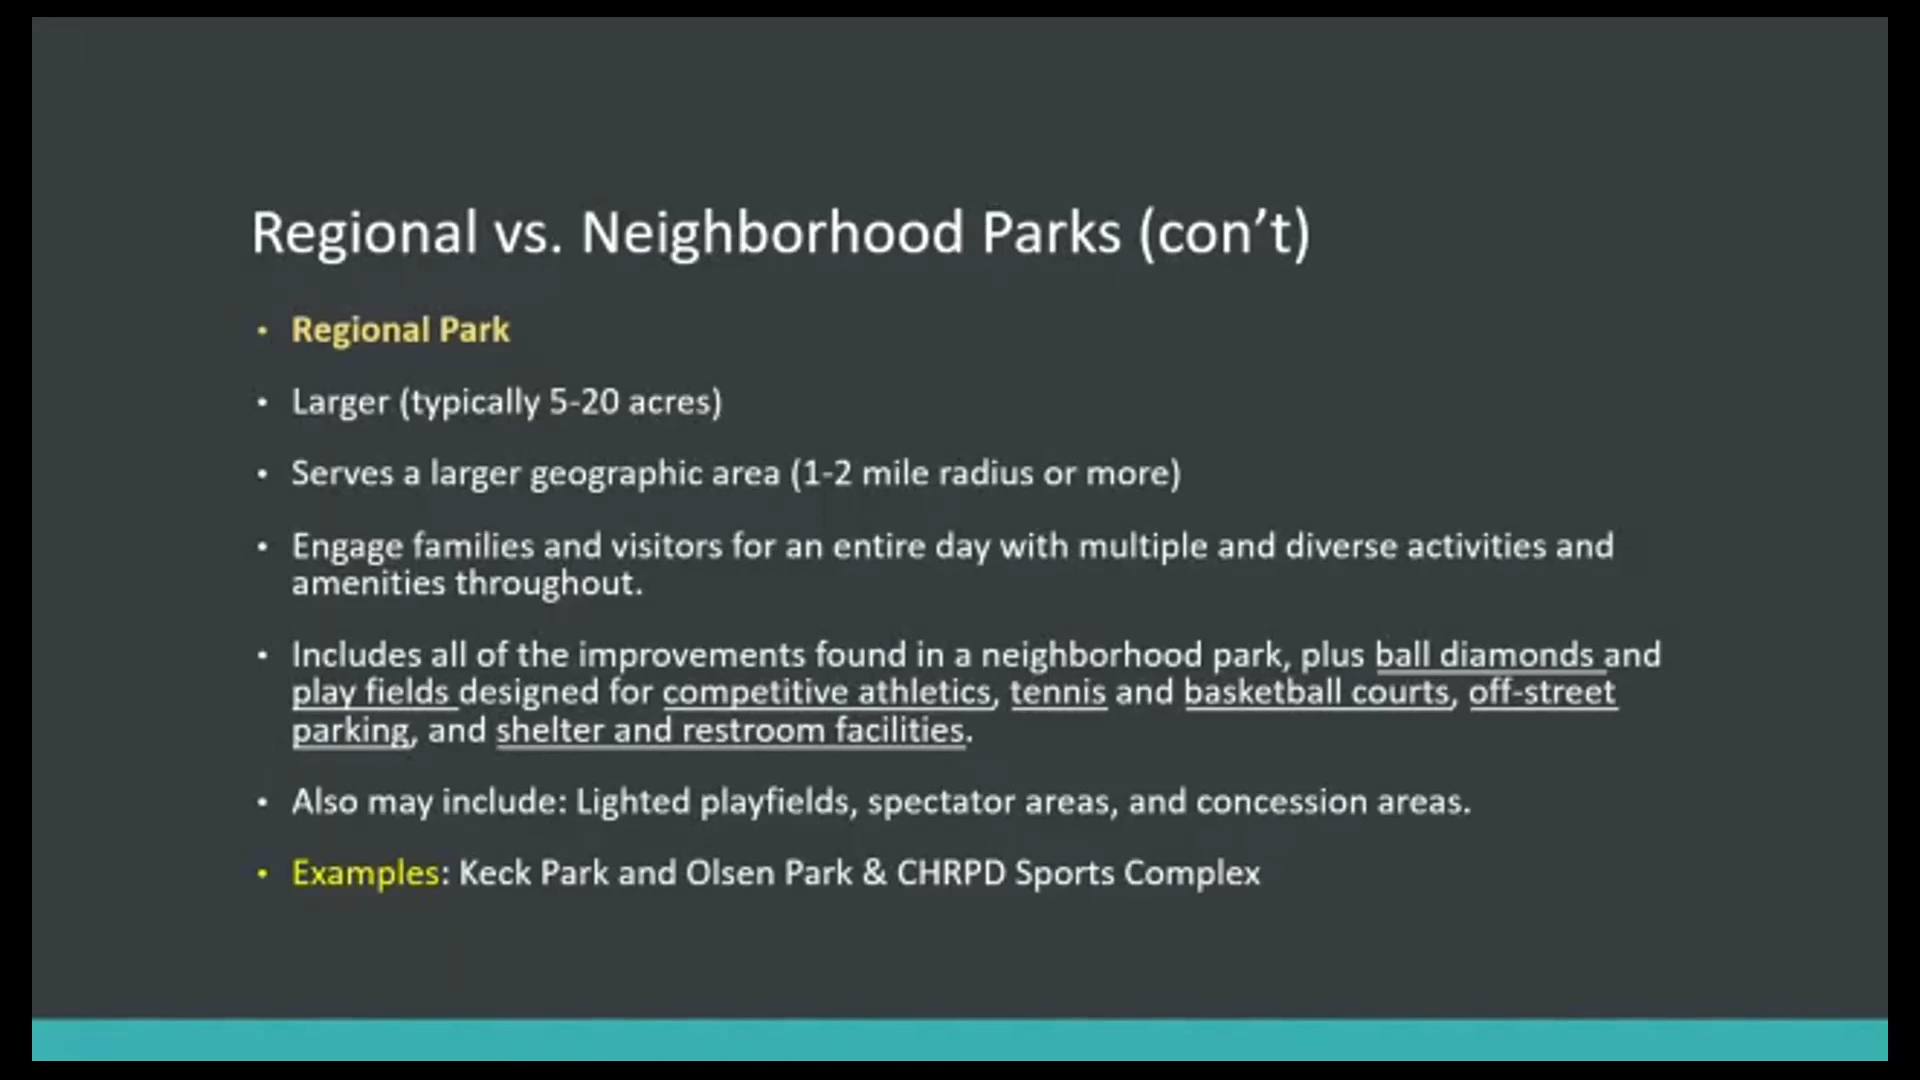 Regional vs. Neighborhood Parks (con’t)
• Regional Park
• Larger (typically 5-20 acres)
• Serves a larger geographic area (1-2 mile radius or more)
• Engage families and visitors for an entire day with multiple and diverse activities and
amenities throughout.
• Includes all of the improvements found in a neighborhood park, plus ball diamonds and
play fields designed for competitive athletics, tennis and basketball courts, off-street
parking, and shelter and restroom facilities.
• Also may include: Lighted playfields, spectator areas, and concession areas.
• Examples: Keck Park and Olsen Park & CHRPD Sports Complex